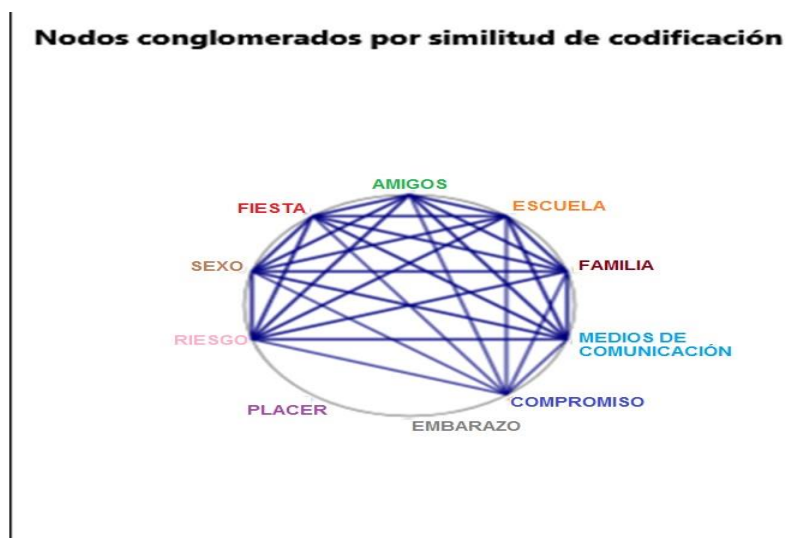 Nodos conglomerados por similitud de codificación
AMIGOS
FIESTA
ESCUELA
SEXO
FAMILIA
RIESGO
MEDIOS DE
COMUNICACIÓN
PLACER
COMPROMISO
EMBARAZO